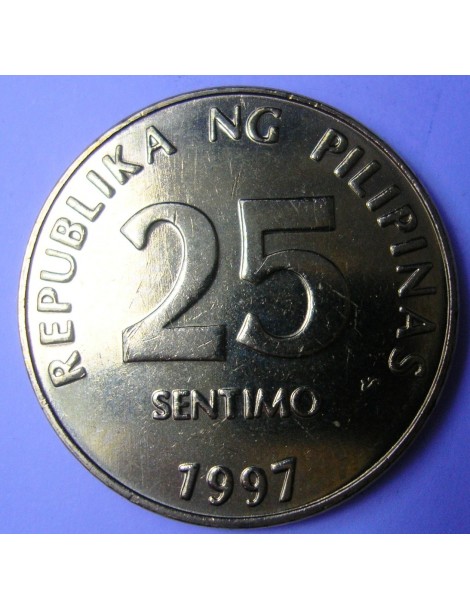 REPUBLIKA NG PILIPINAS
25
SENTIMO
1997